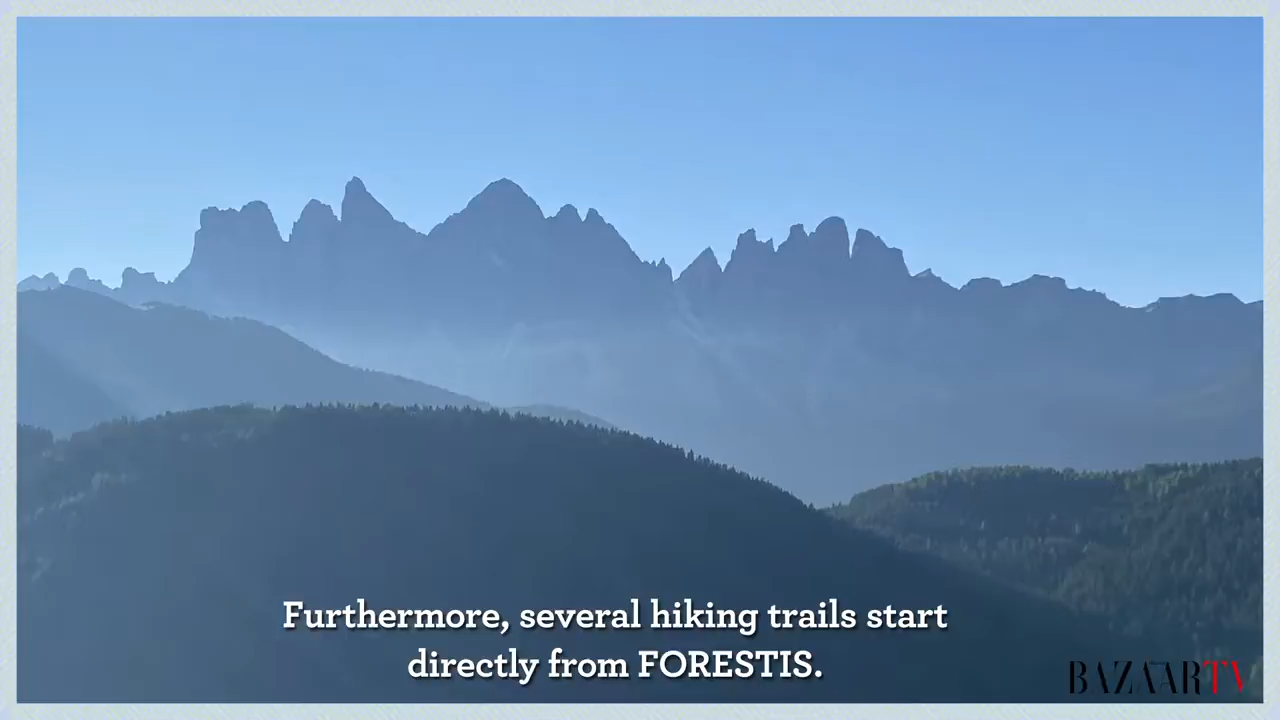 Furthermore, several hiking trails start
directly from FORESTIS.
BAZAARTV